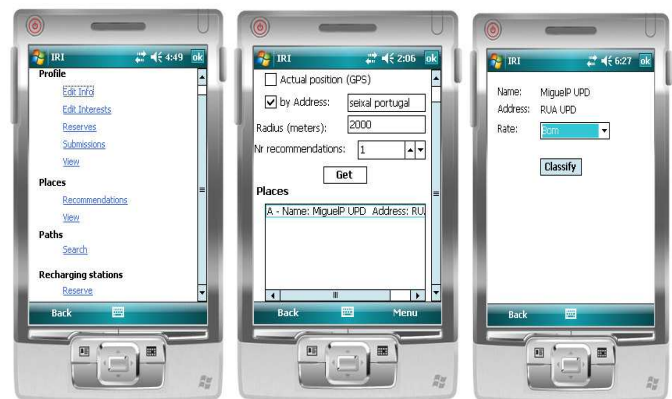 IRI 4:49 ok
Profile
Edit Info
Edit Interests
Reserves
Submissions
View
Places
Recommendations
View
Paths
Search
Recharging stations
Reserve
Back
IRI 2:06 ok
Actual position (GPS)
by Address: seixal portugal
Radius (meters): 2000
Nr recommendations: 1
Get
Places
A - Name: MiguelP UPD Address: RUA
Back Menu
IRI 6:27 ok
Name: MiguelP UPD
Address: RUA UPD
Rate: Bom
Classify
Back